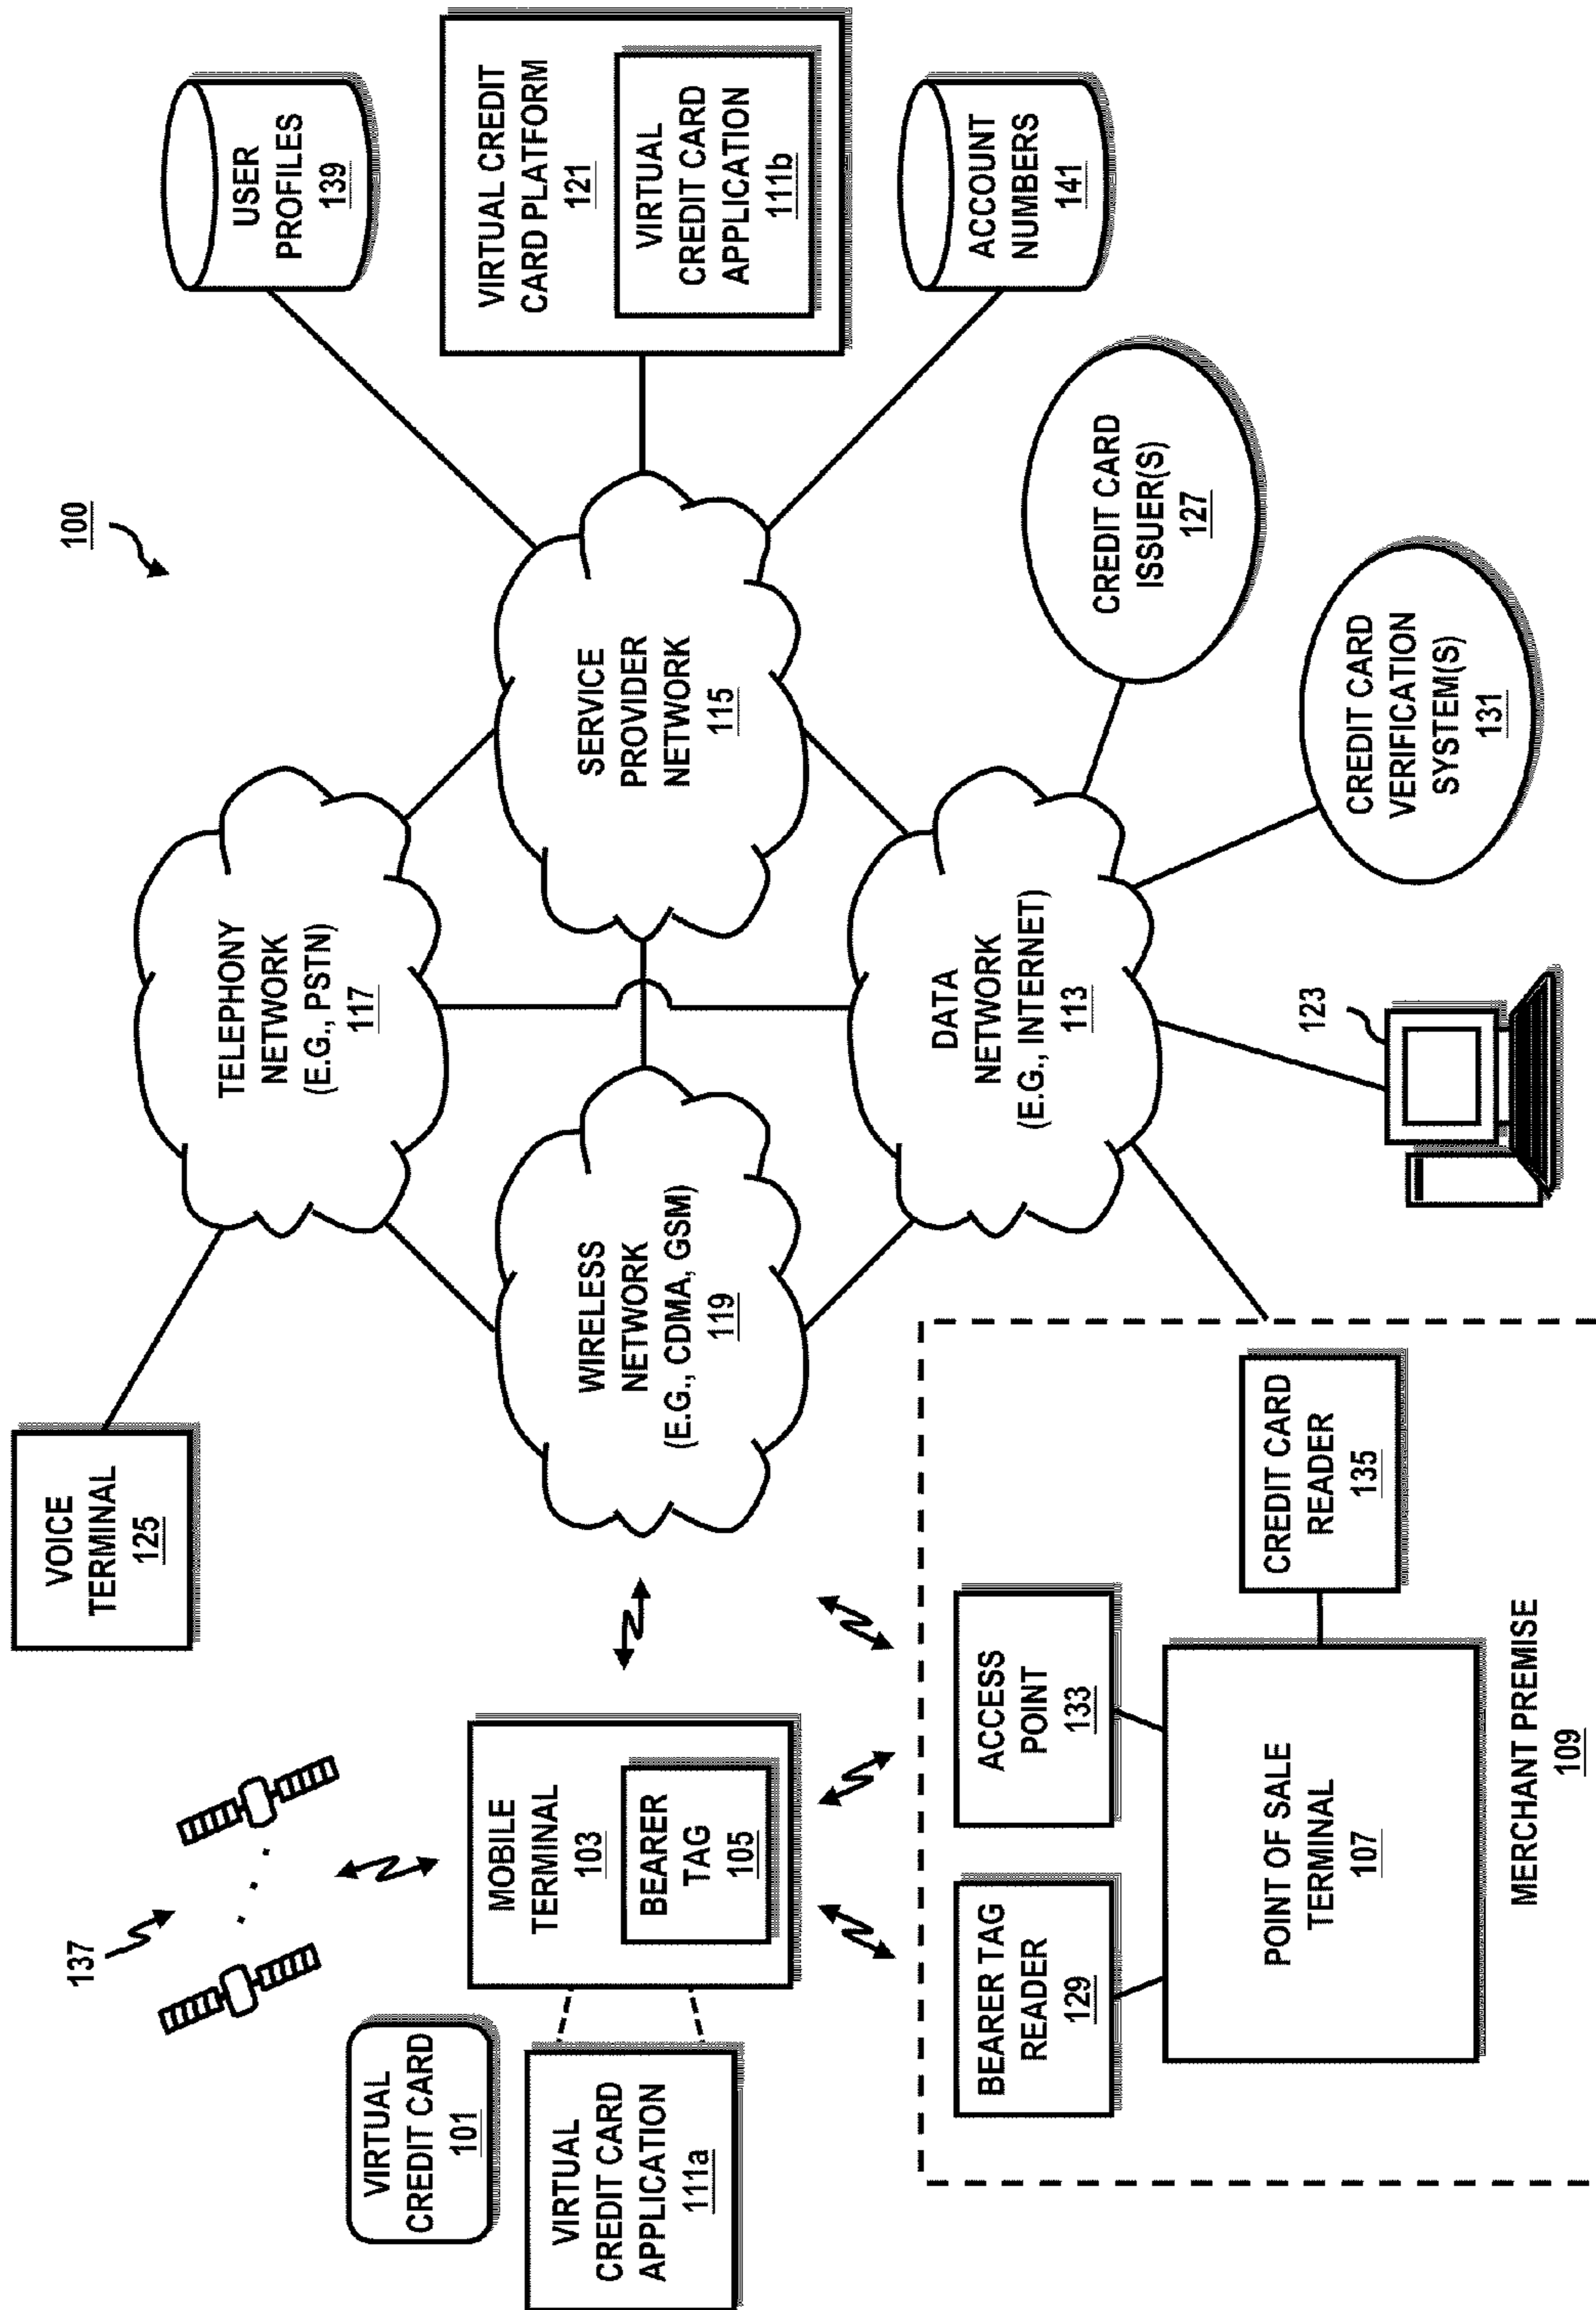 100
137
VIRTUAL
CREDIT CARD
101
VIRTUAL
CREDIT CARD
APPLICATION
111a
MOBILE
TERMINAL
103
BEARER
TAG
105
VOICE
TERMINAL
125
TELEPHONY
NETWORK
(E.G., PSTN)
117
WIRELESS
NETWORK
(E.G., CDMA, GSM)
119
SERVICE
PROVIDER
NETWORK
115
DATA
NETWORK
(E.G., INTERNET)
113
USER
PROFILES
139
VIRTUAL CREDIT
CARD PLATFORM
121
VIRTUAL
CREDIT CARD
APPLICATION
111b
ACCOUNT
NUMBERS
141
CREDIT CARD
ISSUER(S)
127
CREDIT CARD
VERIFICATION
SYSTEM(S)
131
123
BEARER TAG
READER
129
ACCESS
POINT
133
POINT OF SALE
TERMINAL
107
CREDIT CARD
READER
135
MERCHANT PREMISE
109